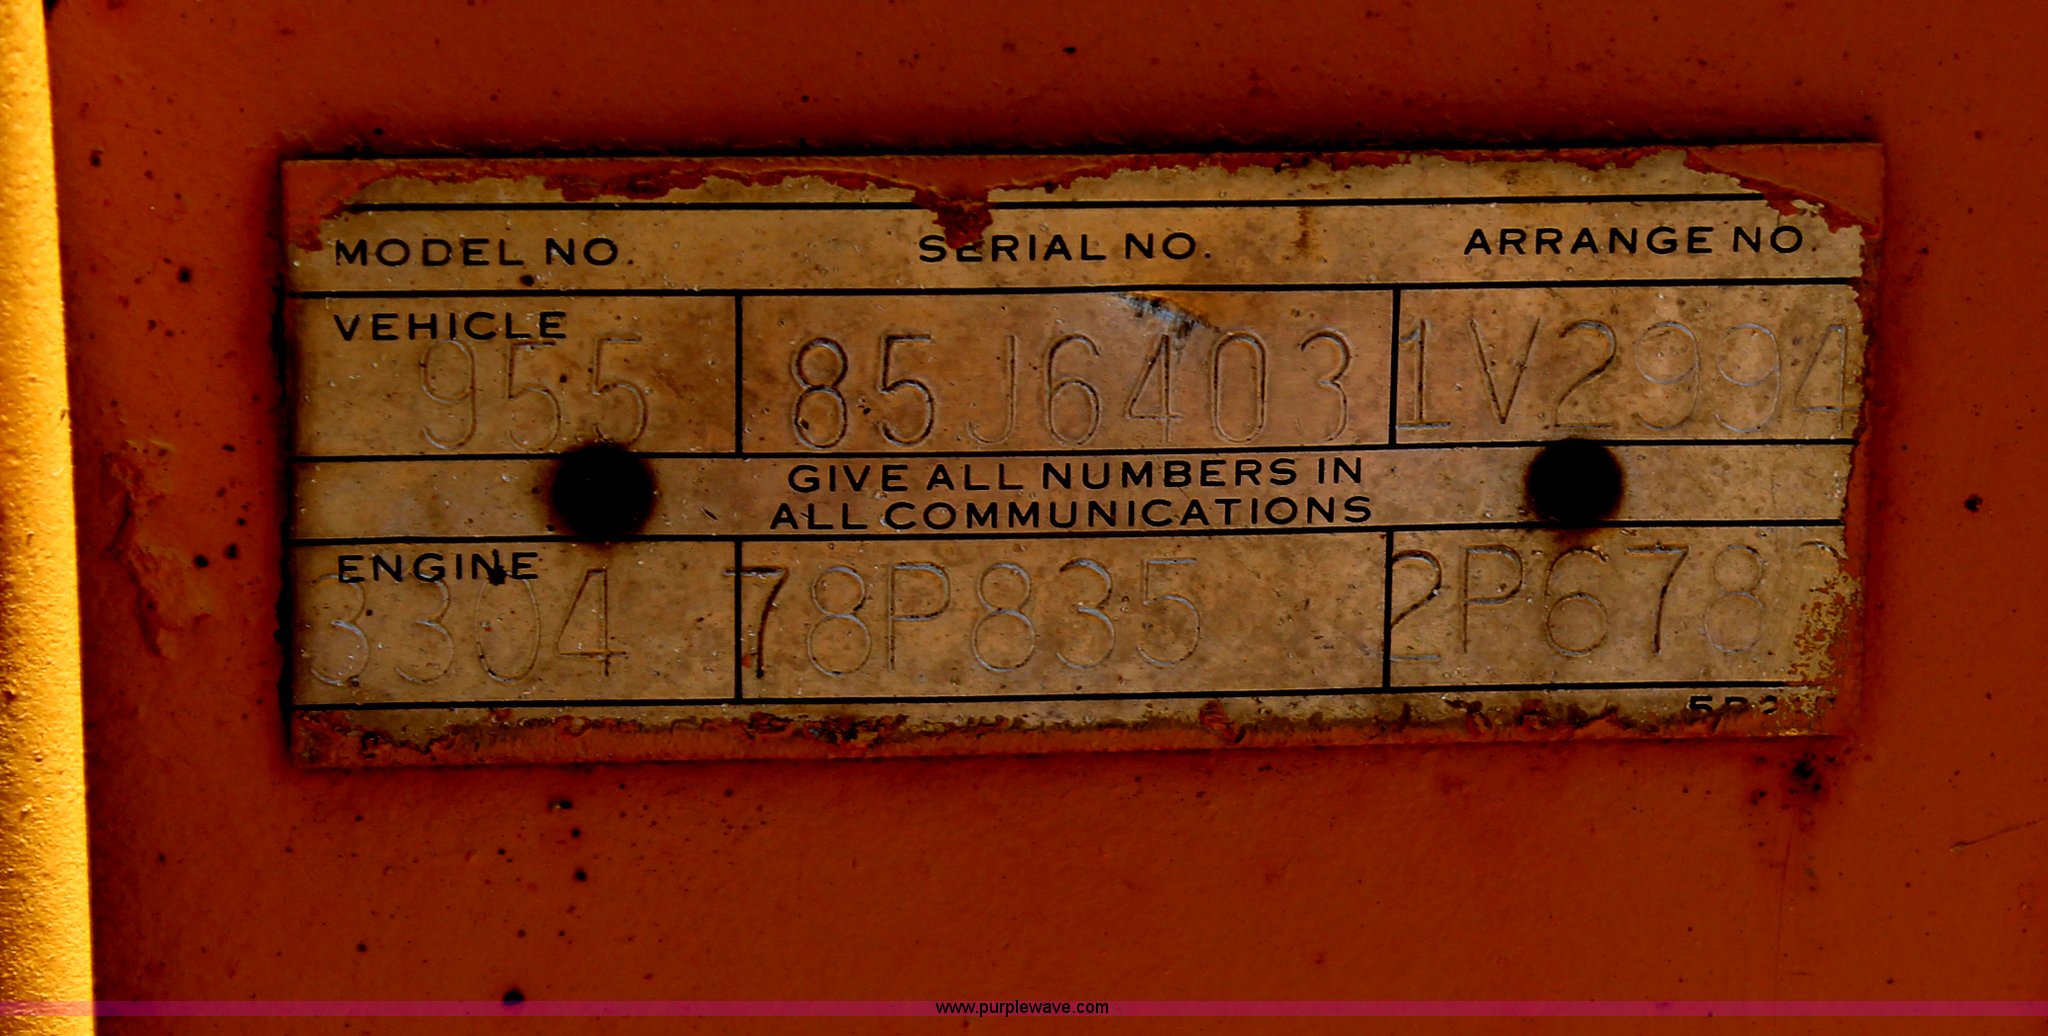 MODEL NO. SERIAL NO. ARRANGE NO.
VEHICLE
955 85J6403 1V2994
GIVE ALL NUMBERS IN
ALL COMMUNICATIONS
ENGINE
3304 78P835 2P678
www.purplewave.com